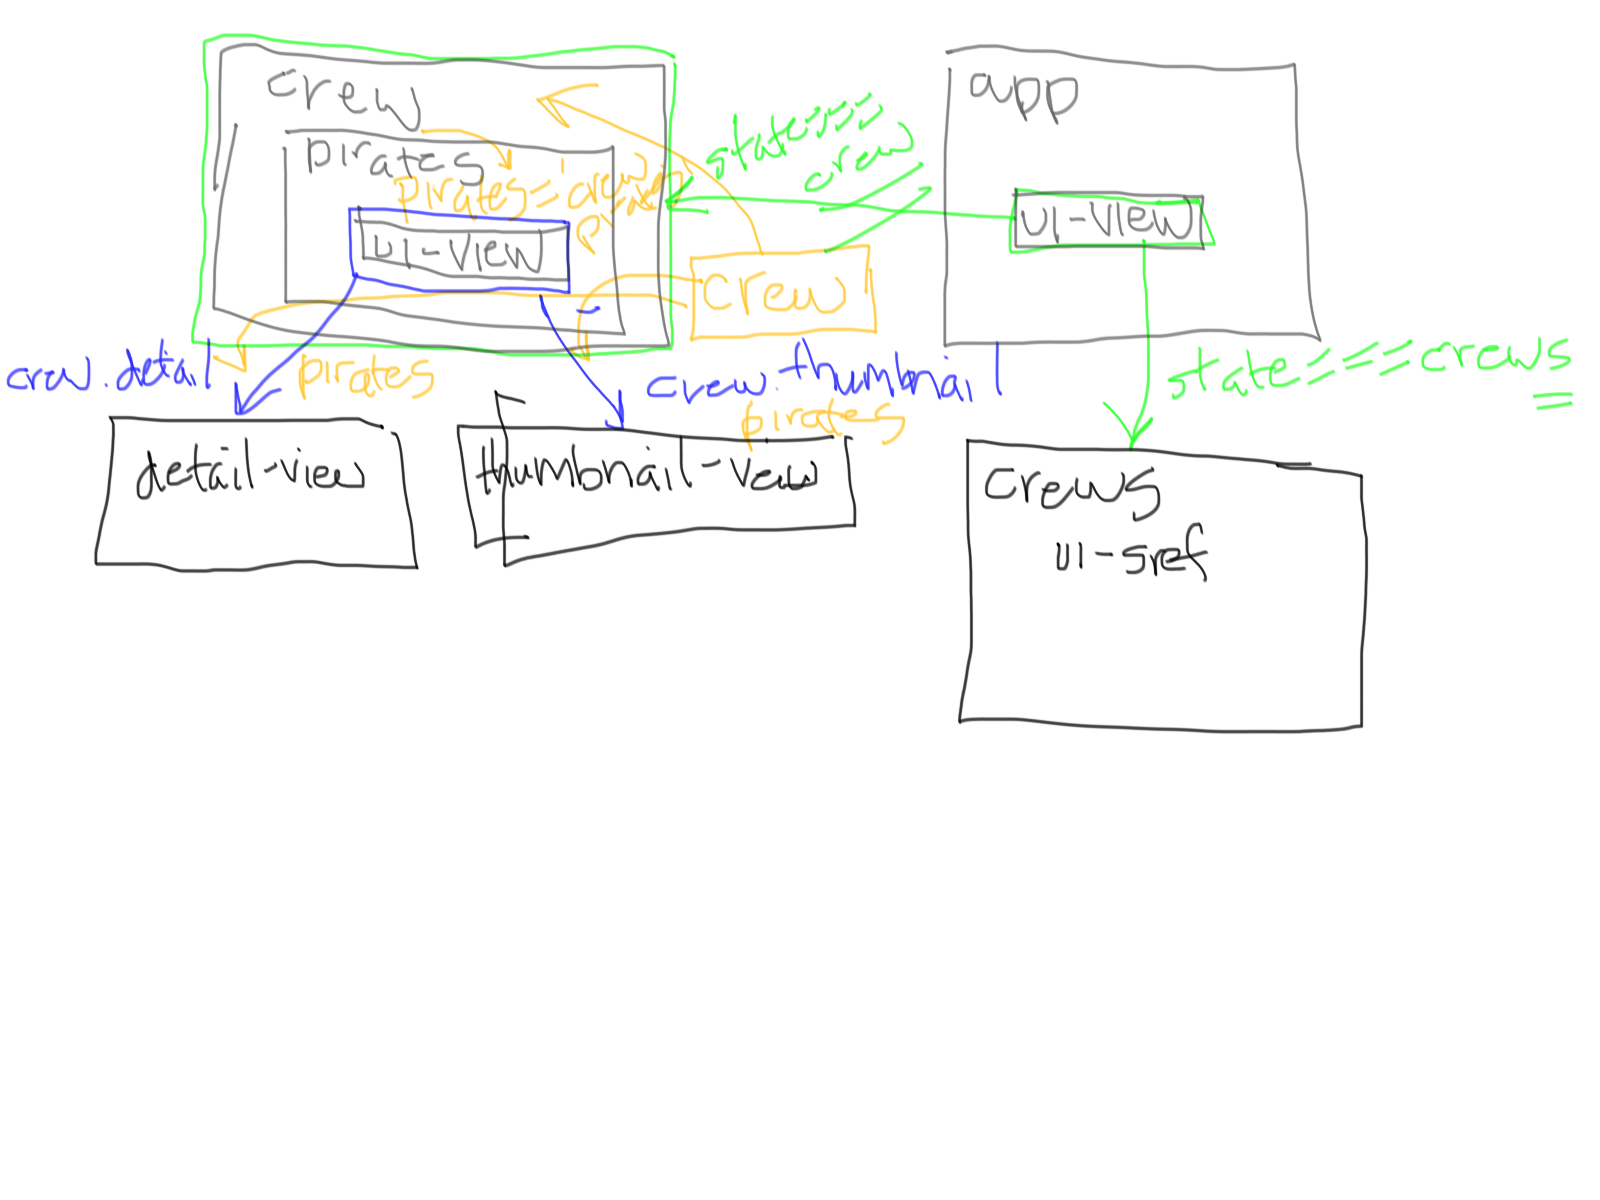 crew
app
state===
crew
pirates
pirates='crew
pirates
ui-view
ui-view
crew
crew.detail
pirates
crew.thumbnail
pirates
state===crews
detail-view
thumbnail-veiw
crews
ui-sref